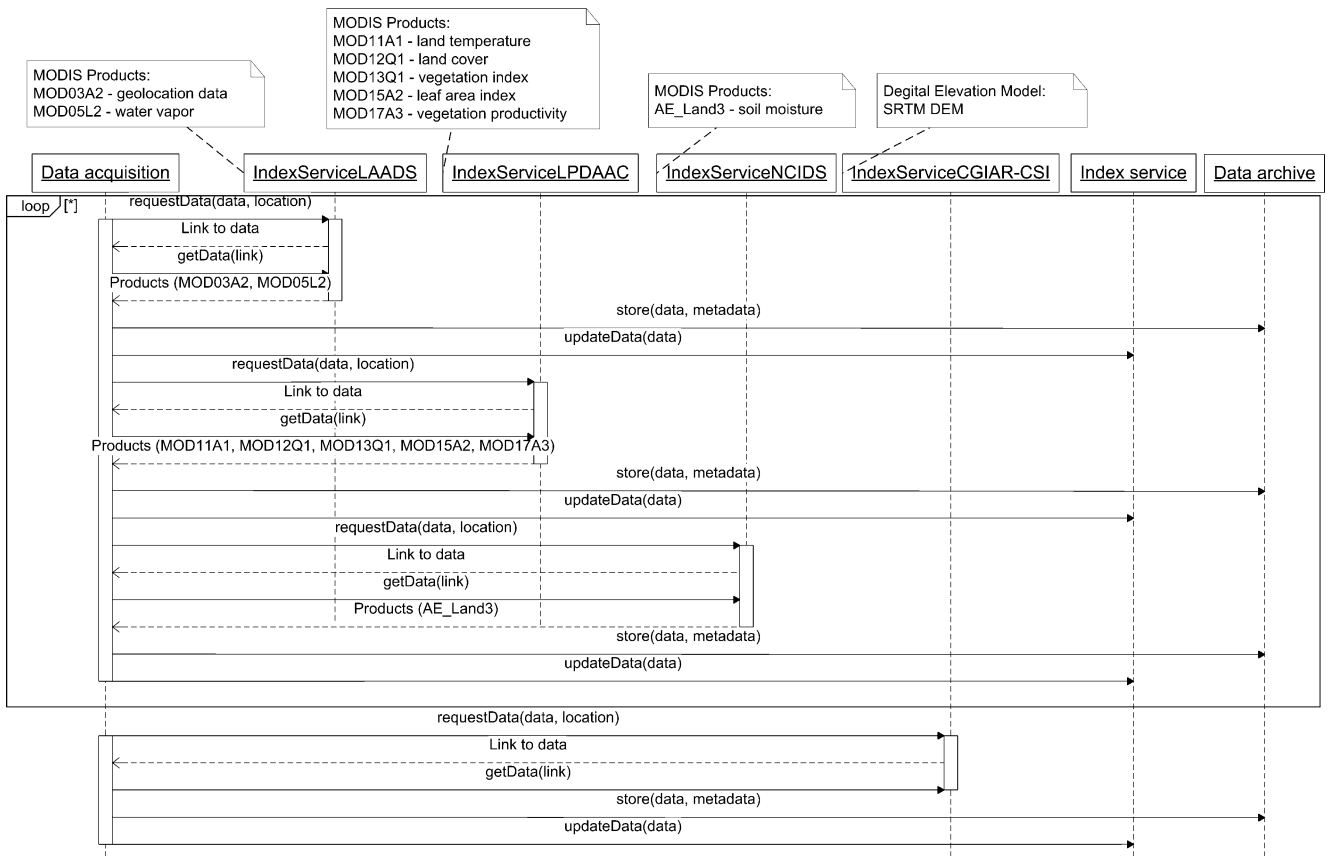 MODIS Products:
MOD03A2 - geolocation data
MOD05L2 - water vapor
MODIS Products:
MOD11A1 - land temperature
MOD12Q1 - land cover
MOD13Q1 - vegetation index
MOD15A2 - leaf area index
MOD17A3 - vegetation productivity
MODIS Products:
AE_Land3 - soil moisture
Degital Elevation Model:
SRTM DEM
Data acquisition
IndexServiceLAADS
IndexServiceLPDAAC
IndexServiceNCIDS
IndexServiceCGIAR-CSI
Index service
Data archive
loop
[*]
requestData(data, location)
Link to data
getData(link)
Products (MOD03A2, MOD05L2)
store(data, metadata)
updateData(data)
requestData(data, location)
Link to data
getData(link)
Products (MOD11A1, MOD12Q1, MOD13Q1, MOD15A2, MOD17A3)
store(data, metadata)
updateData(data)
requestData(data, location)
Link to data
getData(link)
Products (AE_Land3)
store(data, metadata)
updateData(data)
requestData(data, location)
Link to data
getData(link)
store(data, metadata)
updateData(data)